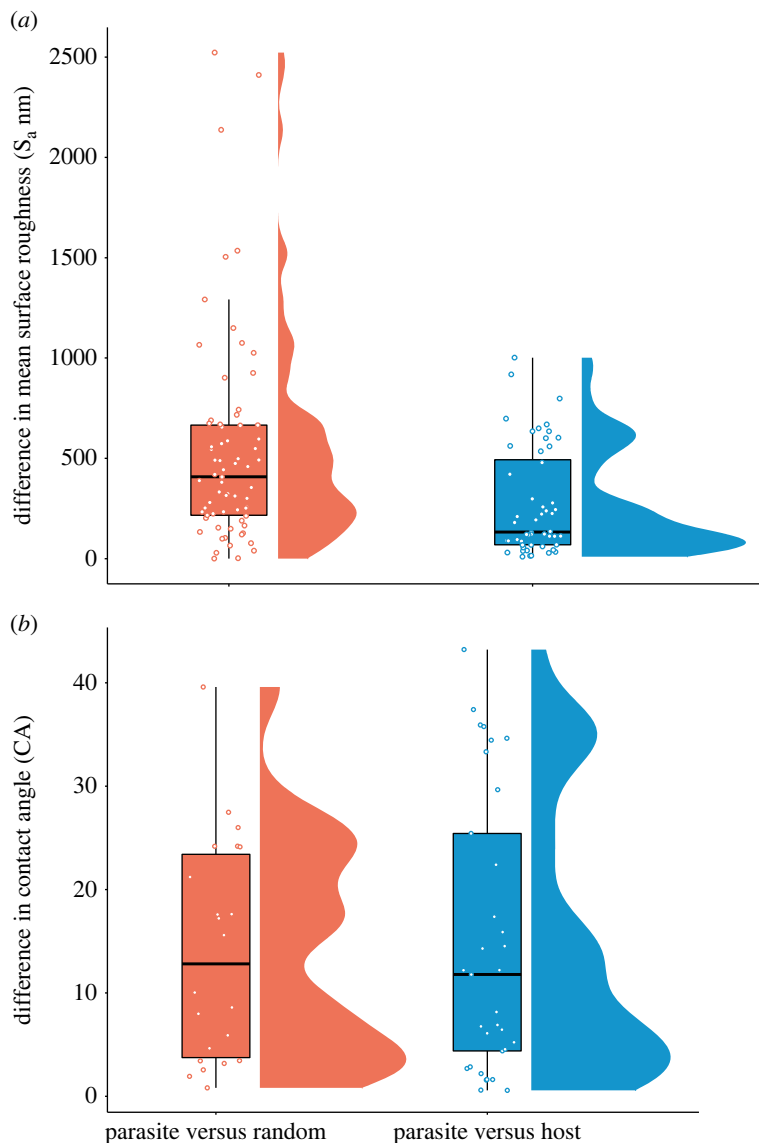 (a)
difference in mean surface roughness (Sa nm)
2500
2000
1500
1000
500
0
(b)
difference in contact angle (CA)
40
30
20
10
0
parasite versus random
parasite versus host